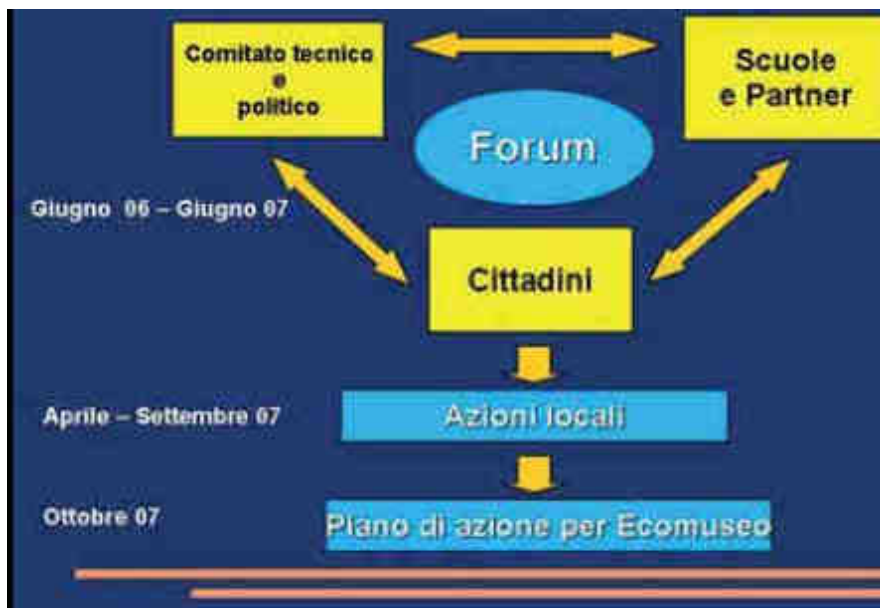 Comitato tecnico
e
politico
Scuole
e Partner
Forum
Giugno 06 – Giugno 07
Cittadini
Aprile – Settembre 07
Azioni locali
Ottobre 07
Piano di azione per Ecomuseo